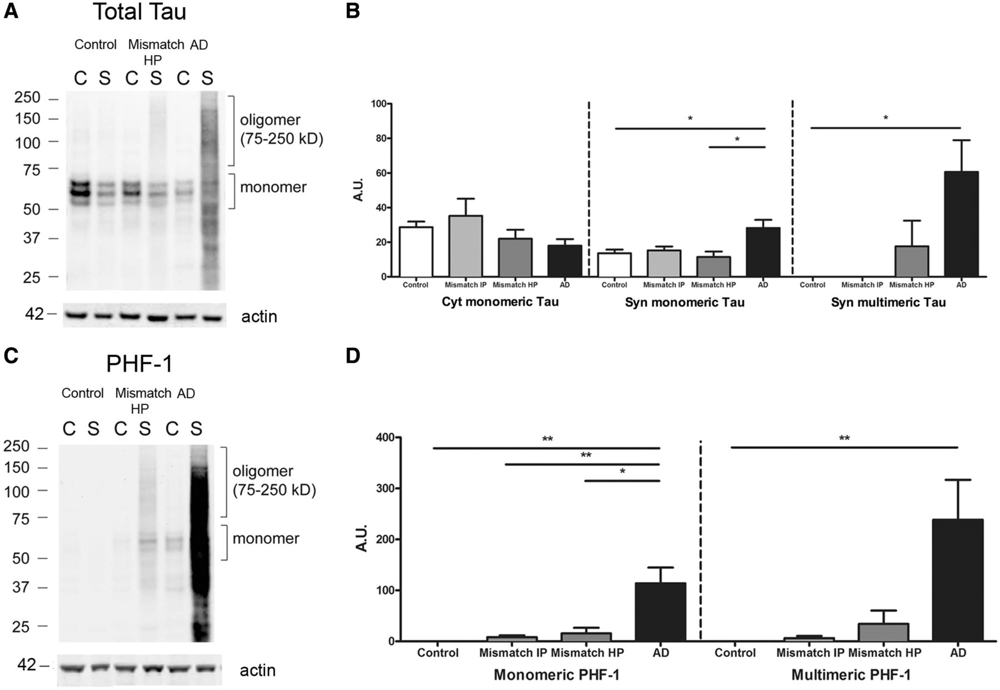 A
Total Tau
Control Mismatch AD
HP
C S C S C S
250
150
100
75
50
37
25
oligomer
(75-250 kD)
monomer
42 actin
B
100
80
60
40
20
0
A.U.
*
*
*
Control Mismatch IP Mismatch HP AD Control Mismatch IP Mismatch HP AD Control Mismatch IP Mismatch HP AD
Cyt monomeric Tau Syn monomeric Tau Syn multimeric Tau
C
PHF-1
Control Mismatch AD
HP
C S C S C S
250
150
100
75
50
37
25
oligomer
(75-250 kD)
monomer
42 actin
D
400
300
200
100
0
A.U.
**
**
*
**
Control Mismatch IP Mismatch HP AD Control Mismatch IP Mismatch HP AD
Monomeric PHF-1 Multimeric PHF-1